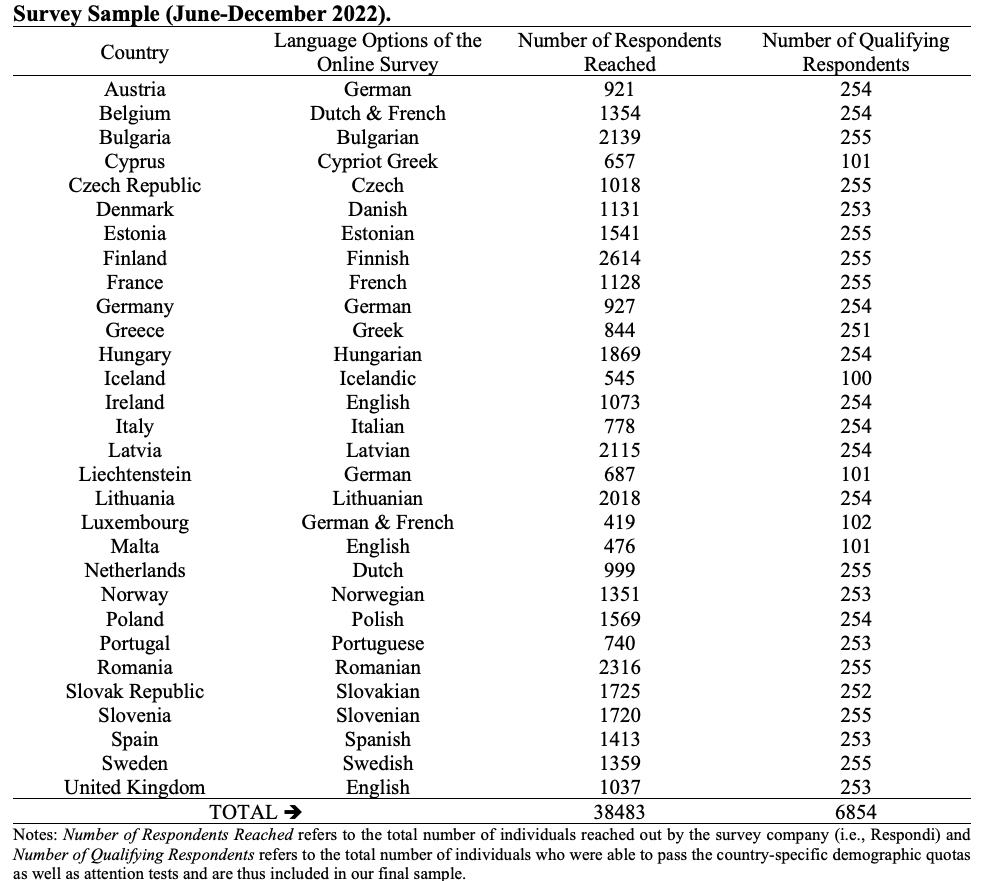 Survey Sample (June-December 2022).
Country Language Options of the Online Survey Number of Respondents Reached Number of Qualifying Respondents
Austria German 921 254
Belgium Dutch & French 1354 254
Bulgaria Bulgarian 2139 255
Cyprus Cypriot Greek 657 101
Czech Republic Czech 1018 255
Denmark Danish 1131 253
Estonia Estonian 1541 255
Finland Finnish 2614 255
France French 1128 255
Germany German 927 254
Greece Greek 844 251
Hungary Hungarian 1869 254
Iceland Icelandic 545 100
Ireland English 1073 254
Italy Italian 778 254
Latvia Latvian 2115 254
Liechtenstein German 687 101
Lithuania Lithuanian 2018 254
Luxembourg German & French 419 102
Malta English 476 101
Netherlands Dutch 999 255
Norway Norwegian 1351 253
Poland Polish 1569 254
Portugal Portuguese 740 253
Romania Romanian 2316 255
Slovak Republic Slovakian 1725 252
Slovenia Slovenian 1720 255
Spain Spanish 1413 253
Sweden Swedish 1359 255
United Kingdom English 1037 253
TOTAL ➔ 38483 6854
Notes: Number of Respondents Reached refers to the total number of individuals reached out by the survey company (i.e., Respondi) and
Number of Qualifying Respondents refers to the total number of individuals who were able to pass the country-specific demographic quotas
as well as attention tests and are thus included in our final sample.